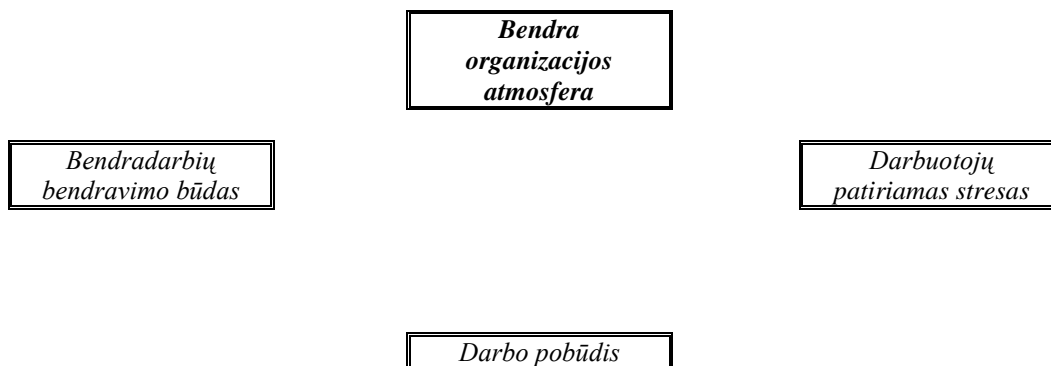 Bendra
organizacijos
atmosfera
Bendradarbių
bendravimo būdas
Darbuotojų
patiriamas stresas
Darbo pobūdis